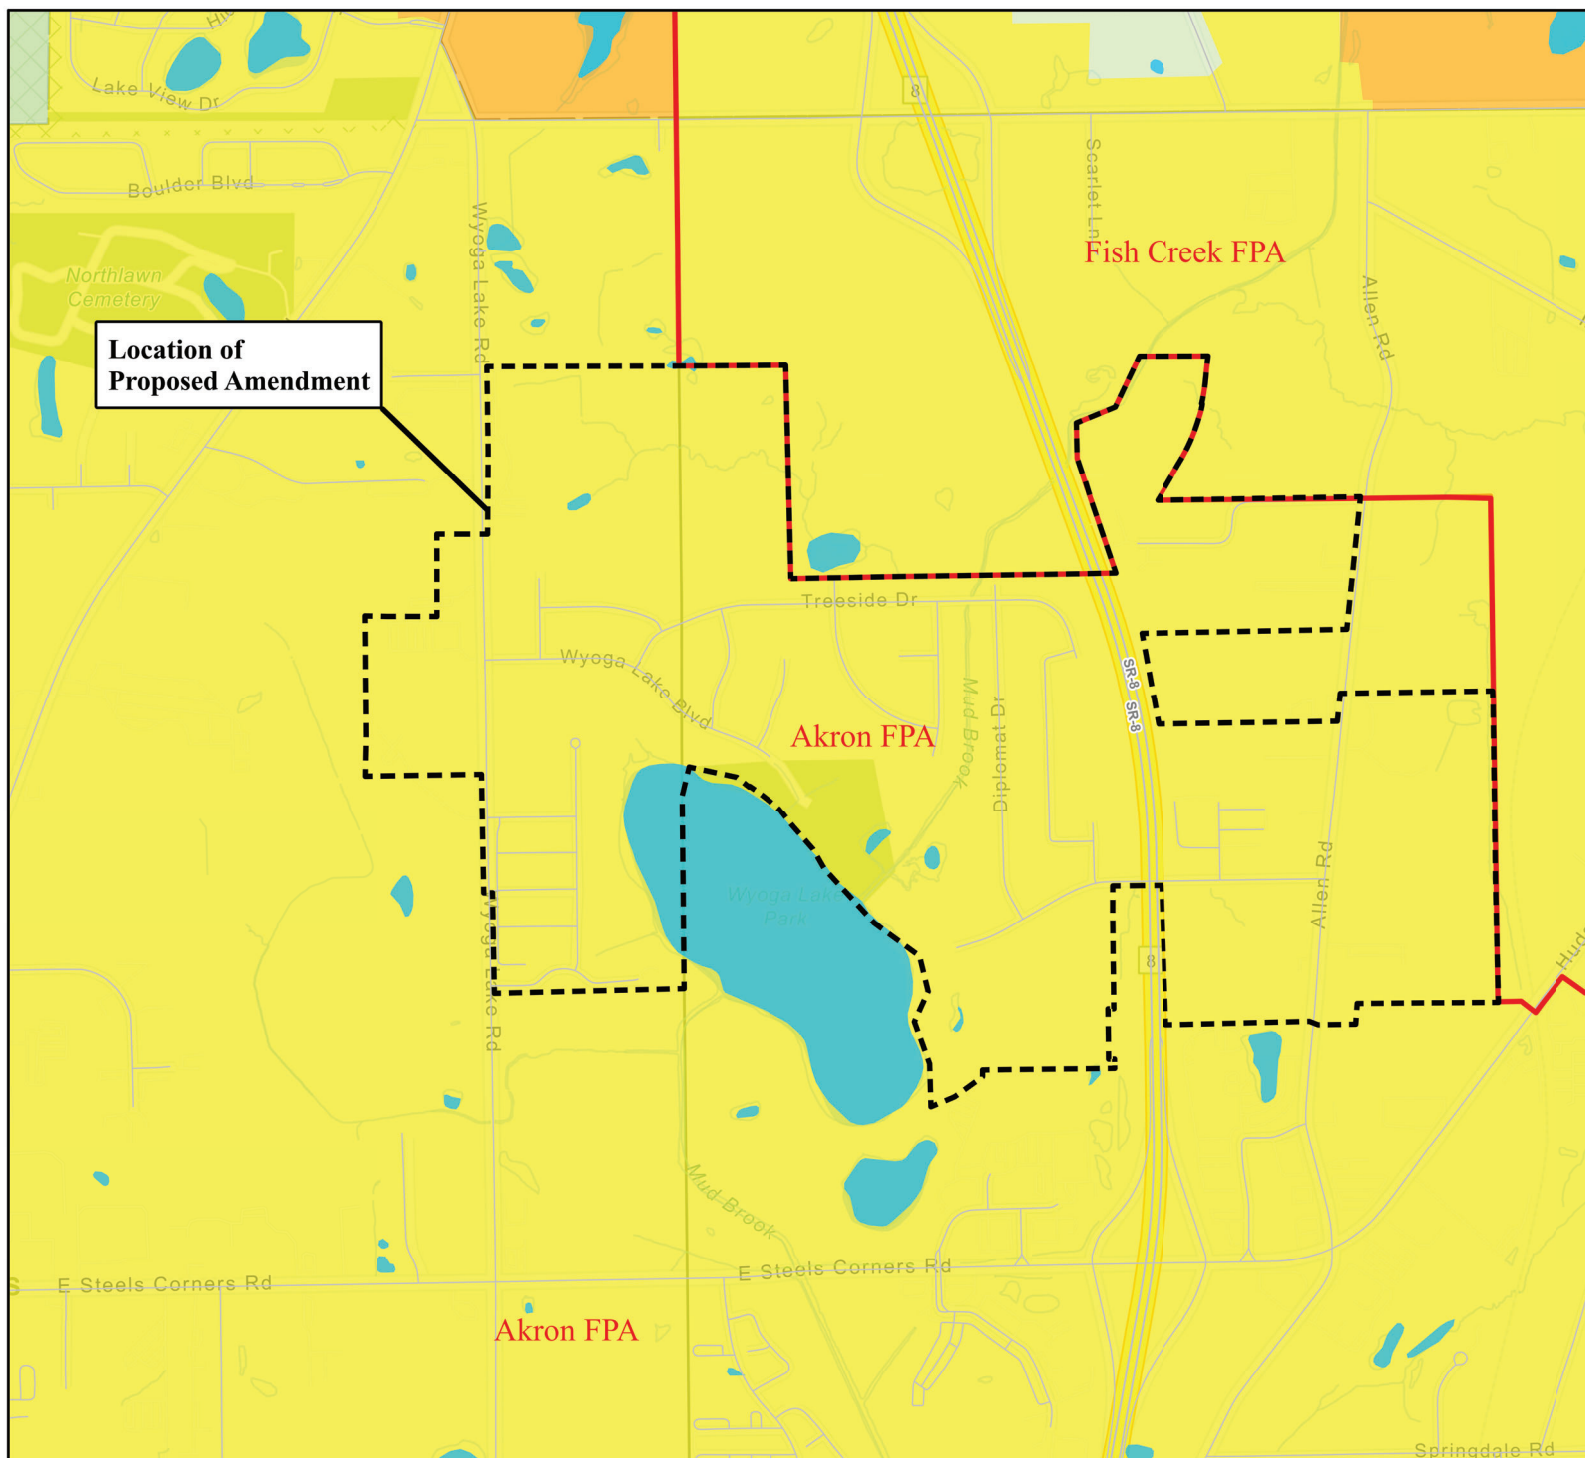 Lake View Dr
8
Boulder Blvd
Scarlet Ln
Wyoga Lake Rd
Fish Creek FPA
Northlawn
Cemetery
Allen Rd
Location of
Proposed Amendment
Treeside Dr
Wyoga Lake Blvd
SR-8
SR-8
Mud Brook
Diplomat Dr
Akron FPA
Allen Rd
Wyoga Lake
Park
Wyoga Lake Rd
8
Mud Brook
E Steels Corners Rd
E Steels Corners Rd
Akron FPA
Springdale Rd